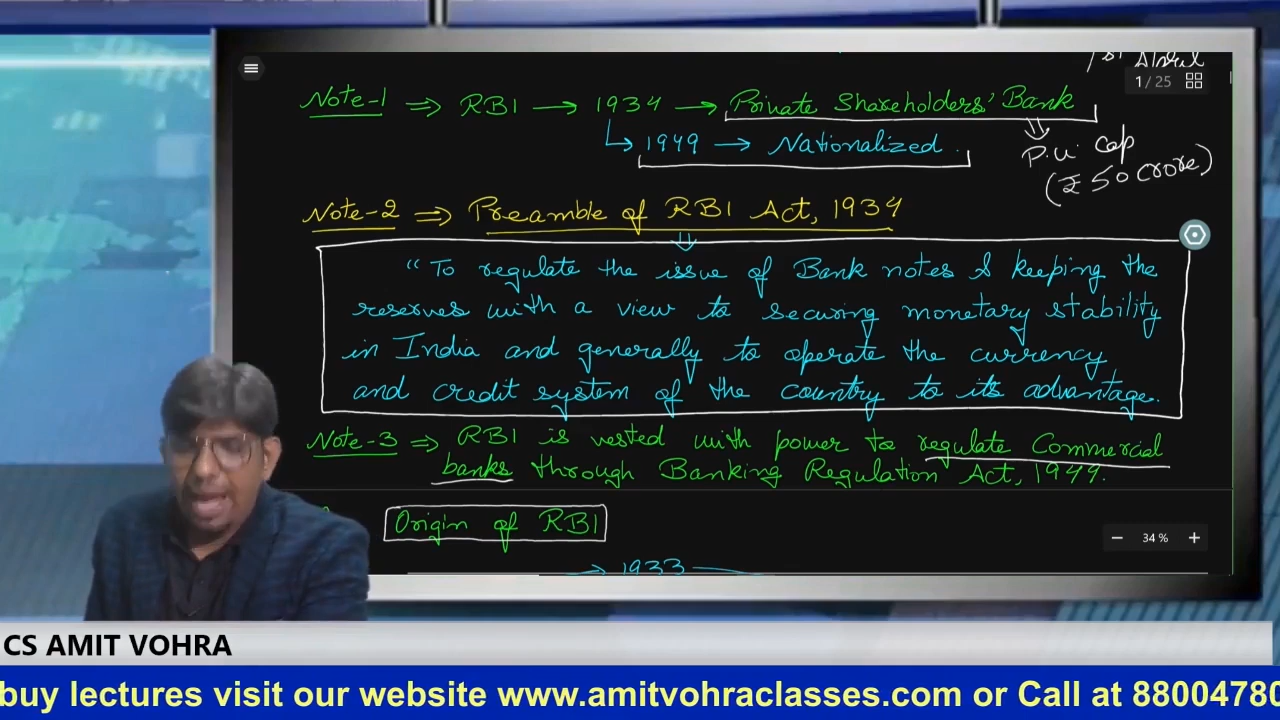 1st April
1 / 25
Note-1 ⇒ RBI → 1934 → Private Shareholders' Bank
↳ 1949 → Nationalized.
P.U. Cap
(₹ 50 crore)
Note-2 ⇒ Preamble of RBI Act, 1934
"To regulate the issue of Bank notes & keeping the
reserves with a view to securing monetary stability
in India and generally to operate the currency
and credit system of the country to its advantage.
Note-3 ⇒ RBI is vested with power to regulate Commercial
banks through Banking Regulation Act, 1949.
Origin of RBI
→ 1933
− 34 % +
CS AMIT VOHRA
buy lectures visit our website www.amitvohraclasses.com or Call at 88004780